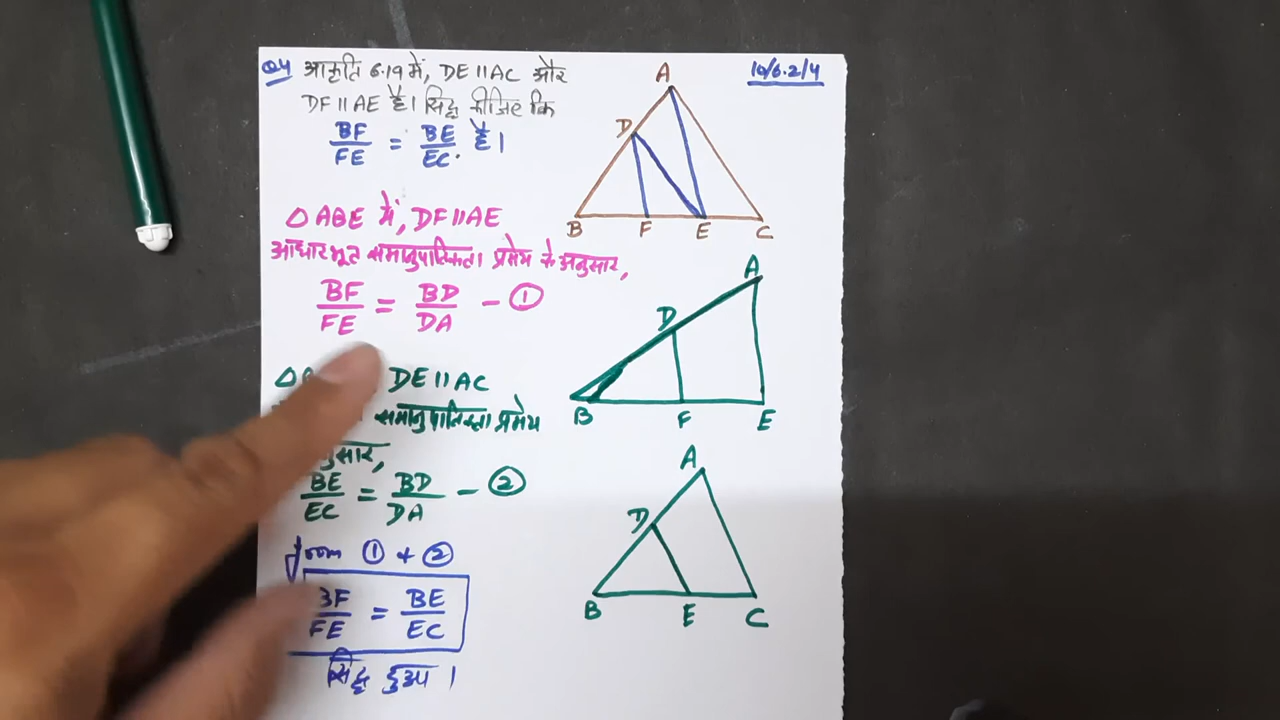 Q4 आकृति 6.19 में, DE || AC और
DF || AE है। सिद्ध कीजिए कि
BF/FE = BE/EC. है।
10/6.2/4
A
D
B F E C
△ ABE में, DF || AE
आधारभूत समानुपातिकता प्रमेय के अनुसार,
BF/FE = BD/DA - ①
A
D
B F E
△ DE || AC
समानुपातिकता प्रमेय
BE/EC = BD/DA - ②
A
D
B E C
from ① & ②
BF/FE = BE/EC
सिद्ध हुआ।